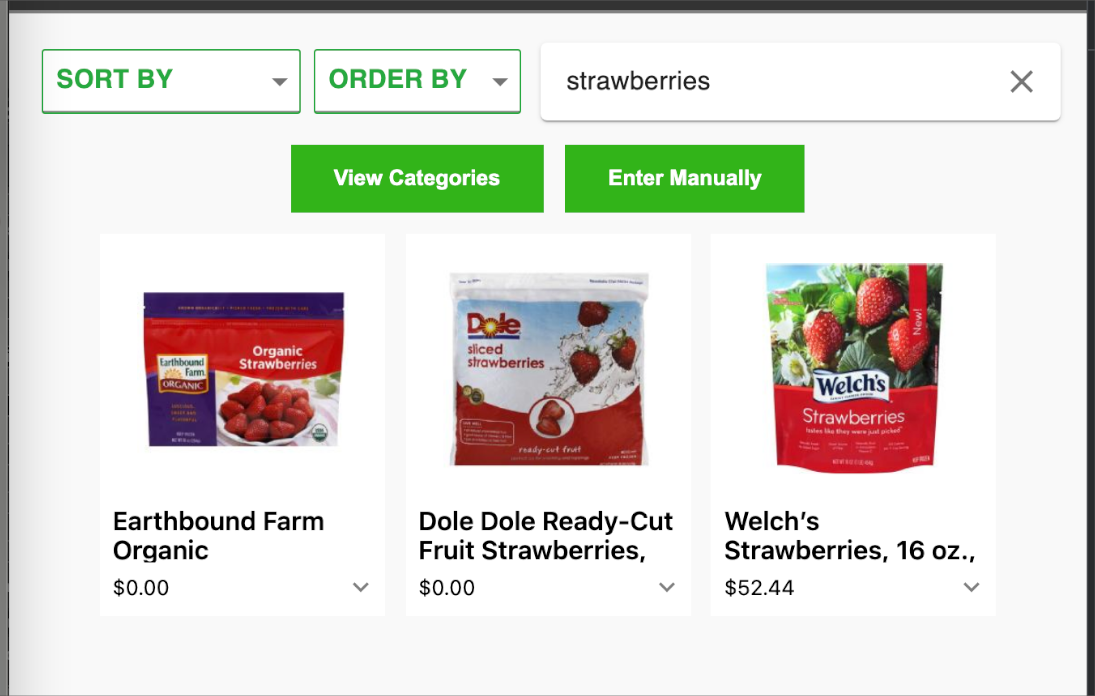 SORT BY
ORDER BY
strawberries
View Categories
Enter Manually
Organic
Strawberries
Earthbound
Farm
ORGANIC
Dole
sliced
strawberries
ready-cut fruit
New!
Welch's
Strawberries
tastes like they were just picked
Earthbound Farm
Organic
$0.00
Dole Dole Ready-Cut
Fruit Strawberries,
$0.00
Welch’s
Strawberries, 16 oz.,
$52.44